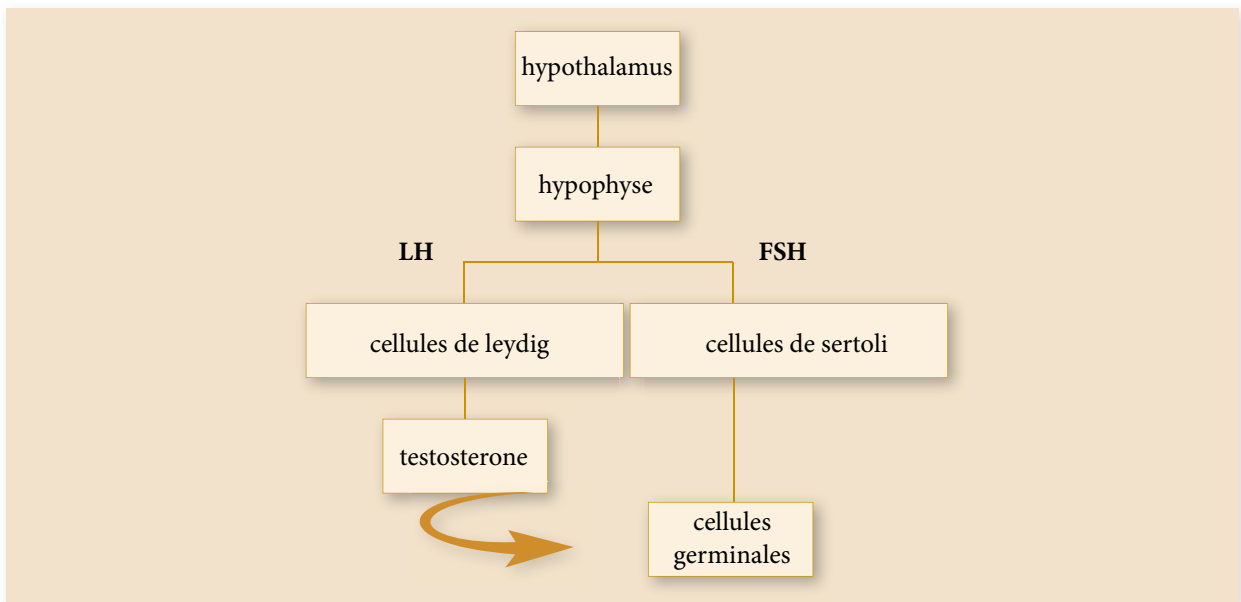 hypothalamus
hypophyse
LH
FSH
cellules de leydig
cellules de sertoli
testosterone
cellules
germinales